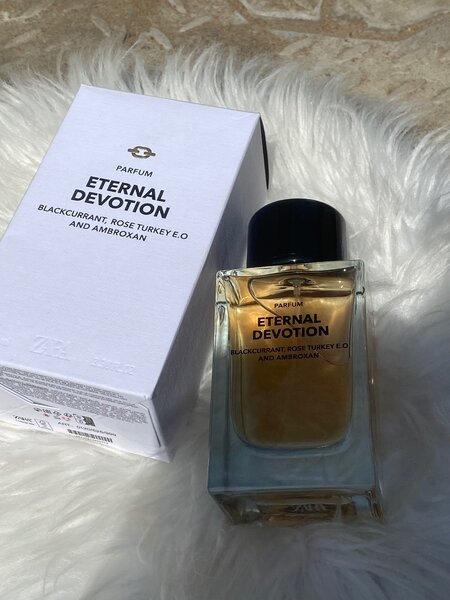 PARFUM
ETERNAL
DEVOTION
BLACKCURRANT, ROSE TURKEY E.O
AND AMBROXAN
PARFUM
ETERNAL
DEVOTION
BLACKCURRANT, ROSE TURKEY E.O
AND AMBROXAN